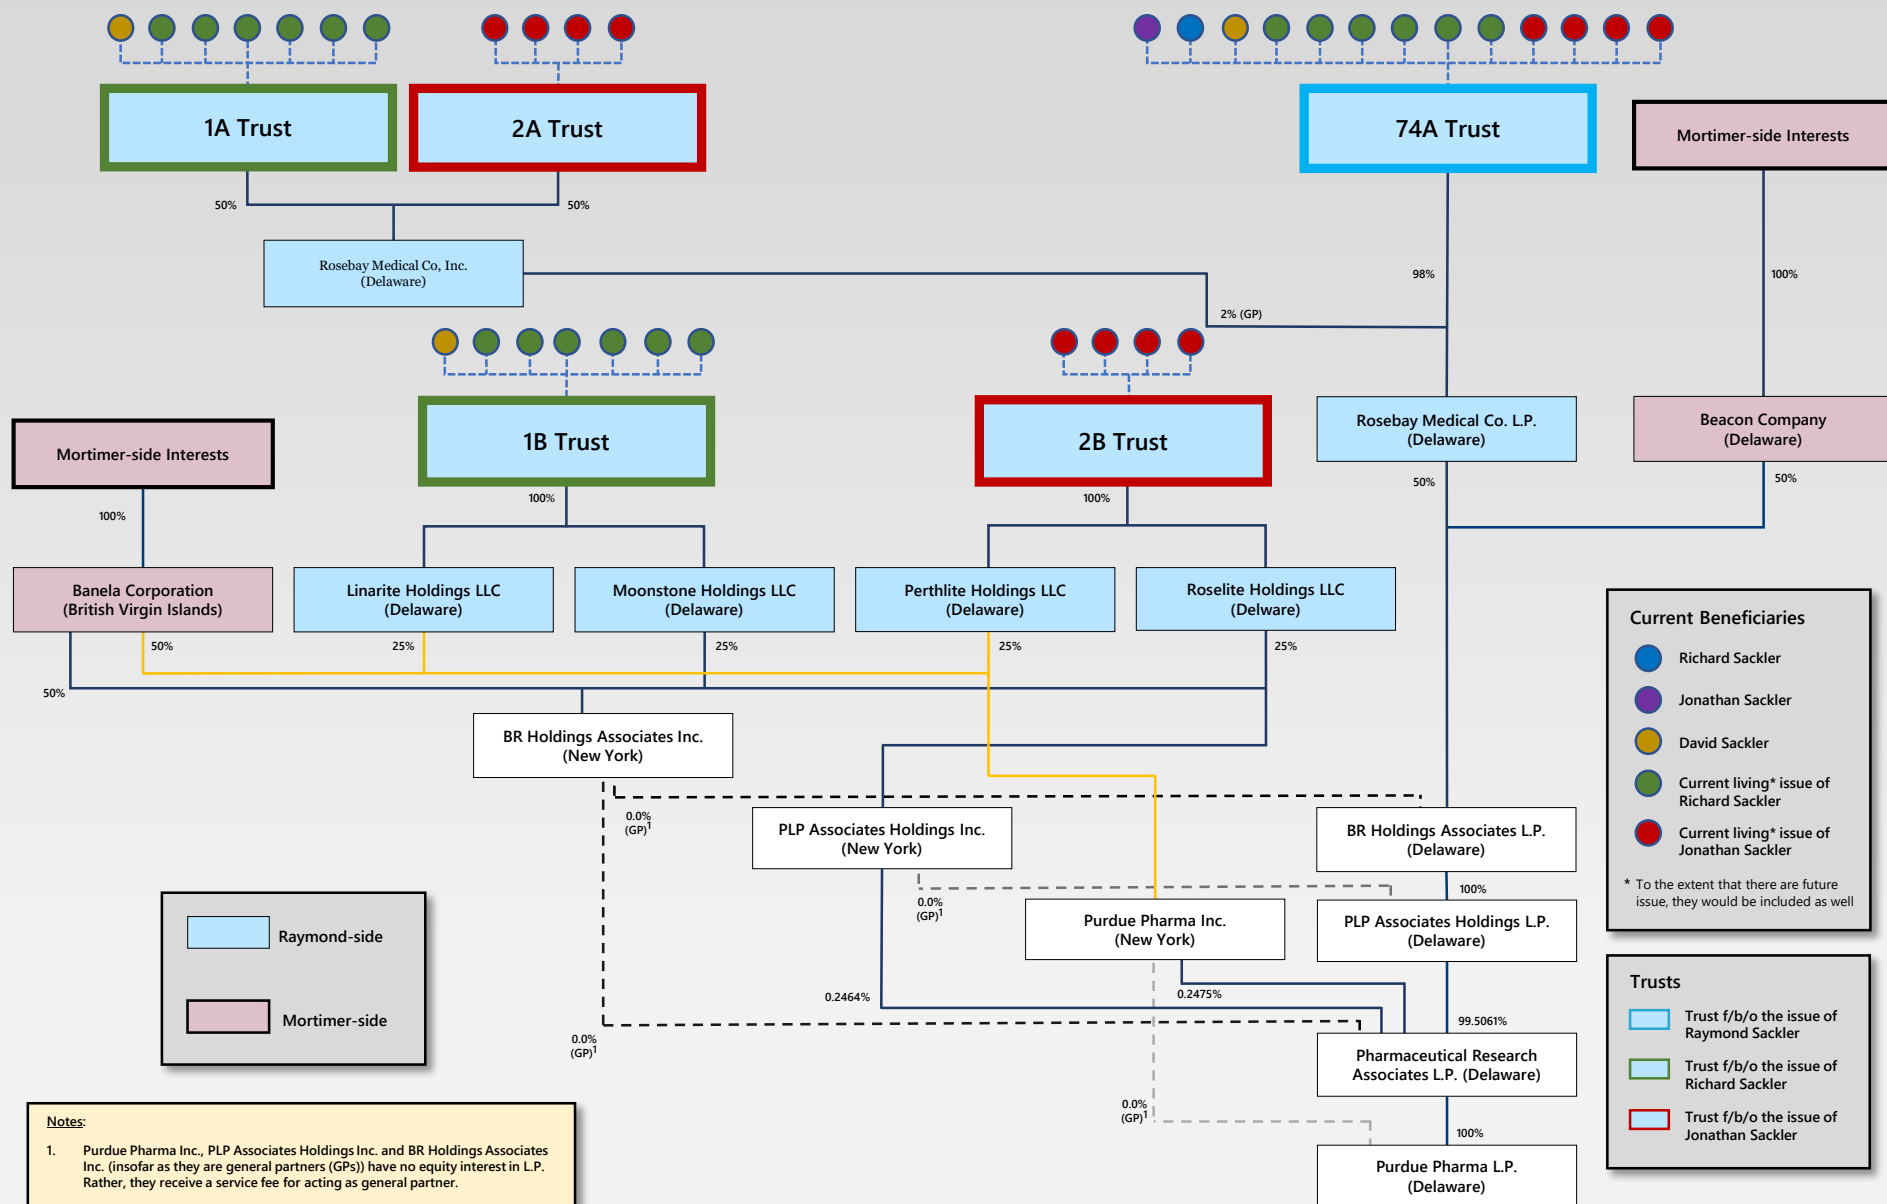 1A Trust
2A Trust
74A Trust
Mortimer-side Interests
50%
50%
Rosebay Medical Co, Inc.
(Delaware)
98%
100%
2% (GP)
Mortimer-side Interests
1B Trust
2B Trust
Rosebay Medical Co. L.P.
(Delaware)
Beacon Company
(Delaware)
100%
100%
100%
50%
50%
Banela Corporation
(British Virgin Islands)
Linarite Holdings LLC
(Delaware)
Moonstone Holdings LLC
(Delaware)
Perthlite Holdings LLC
(Delaware)
Roselite Holdings LLC
(Delware)
50%
25%
25%
25%
25%
50%
BR Holdings Associates Inc.
(New York)
0.0%
(GP)1
PLP Associates Holdings Inc.
(New York)
BR Holdings Associates L.P.
(Delaware)
100%
0.0%
(GP)1
Purdue Pharma Inc.
(New York)
PLP Associates Holdings L.P.
(Delaware)
0.2464%
0.2475%
99.5061%
0.0%
(GP)1
Pharmaceutical Research
Associates L.P. (Delaware)
0.0%
(GP)1
100%
Purdue Pharma L.P.
(Delaware)
Current Beneficiaries
Richard Sackler
Jonathan Sackler
David Sackler
Current living* issue of
Richard Sackler
Current living* issue of
Jonathan Sackler
* To the extent that there are future
issue, they would be included as well
Trusts
Trust f/b/o the issue of
Raymond Sackler
Trust f/b/o the issue of
Richard Sackler
Trust f/b/o the issue of
Jonathan Sackler
Raymond-side
Mortimer-side
Notes:
1. Purdue Pharma Inc., PLP Associates Holdings Inc. and BR Holdings Associates
Inc. (insofar as they are general partners (GPs)) have no equity interest in L.P.
Rather, they receive a service fee for acting as general partner.